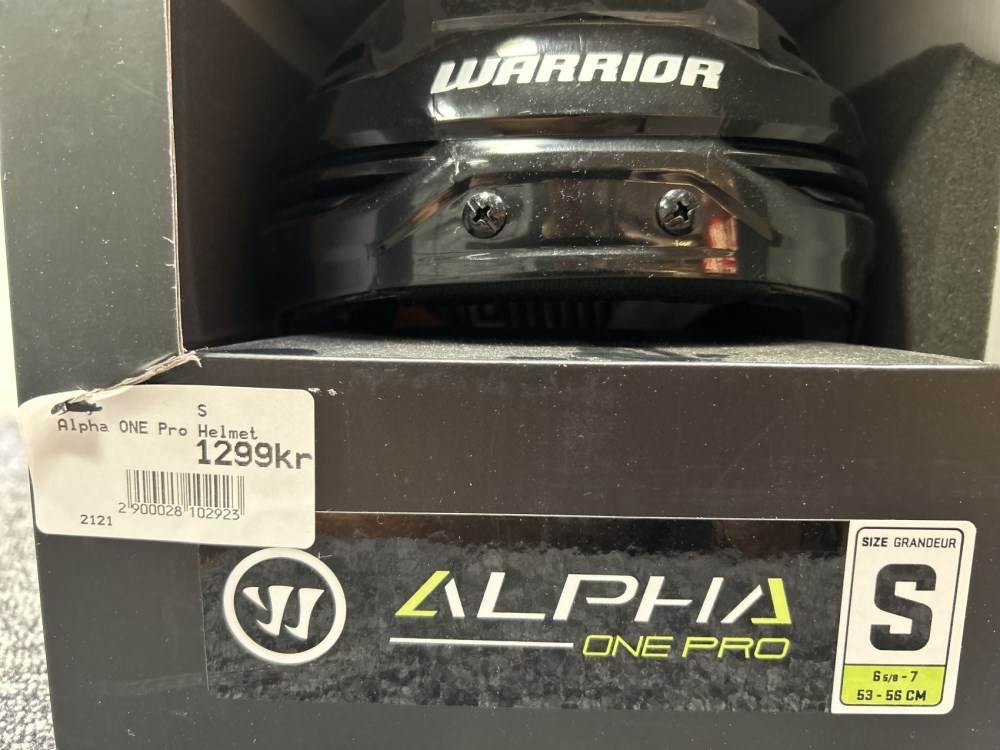 WARRIOR
S
Alpha ONE Pro Helmet
1299kr
2 900028 102923
2121
ALPHA
ONE PRO
SIZE GRANDEUR
S
6 5/8 - 7
53 - 56 CM